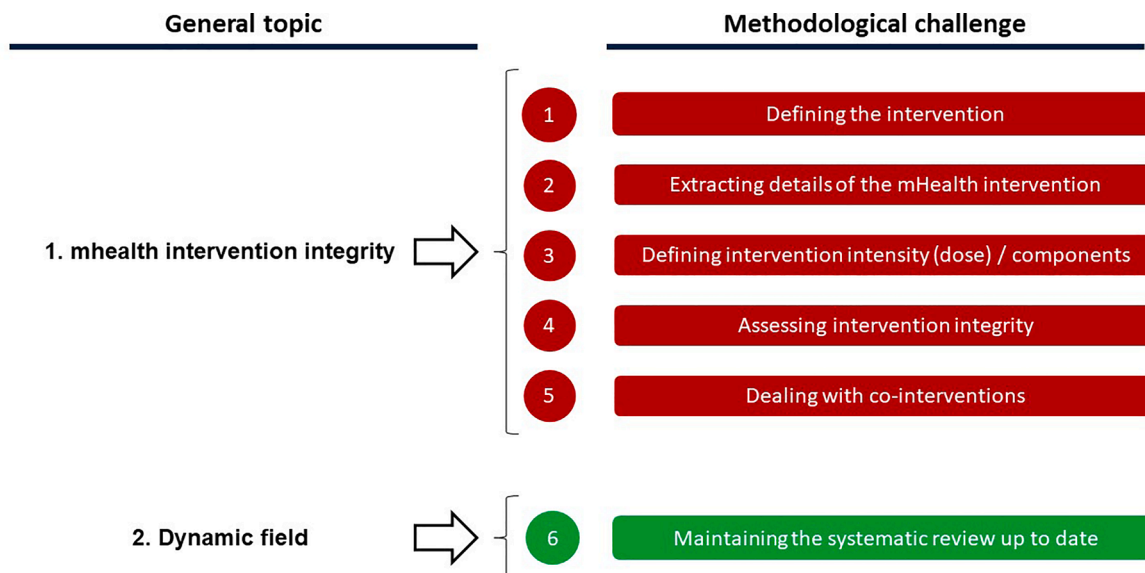 General topic
Methodological challenge
1. mhealth intervention integrity
1
Defining the intervention
2
Extracting details of the mHealth intervention
3
Defining intervention intensity (dose) / components
4
Assessing intervention integrity
5
Dealing with co-interventions
2. Dynamic field
6
Maintaining the systematic review up to date